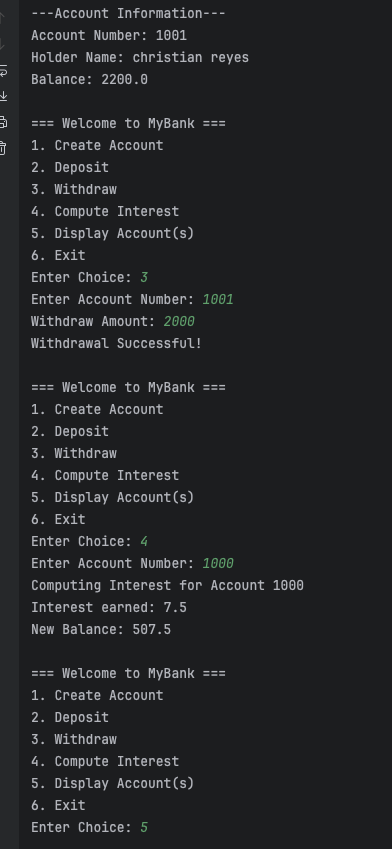 ---Account Information---
Account Number: 1001
Holder Name: christian reyes
Balance: 2200.0
=== Welcome to MyBank ===
1. Create Account
2. Deposit
3. Withdraw
4. Compute Interest
5. Display Account(s)
6. Exit
Enter Choice: 3
Enter Account Number: 1001
Withdraw Amount: 2000
Withdrawal Successful!
=== Welcome to MyBank ===
1. Create Account
2. Deposit
3. Withdraw
4. Compute Interest
5. Display Account(s)
6. Exit
Enter Choice: 4
Enter Account Number: 1000
Computing Interest for Account 1000
Interest earned: 7.5
New Balance: 507.5
=== Welcome to MyBank ===
1. Create Account
2. Deposit
3. Withdraw
4. Compute Interest
5. Display Account(s)
6. Exit
Enter Choice: 5